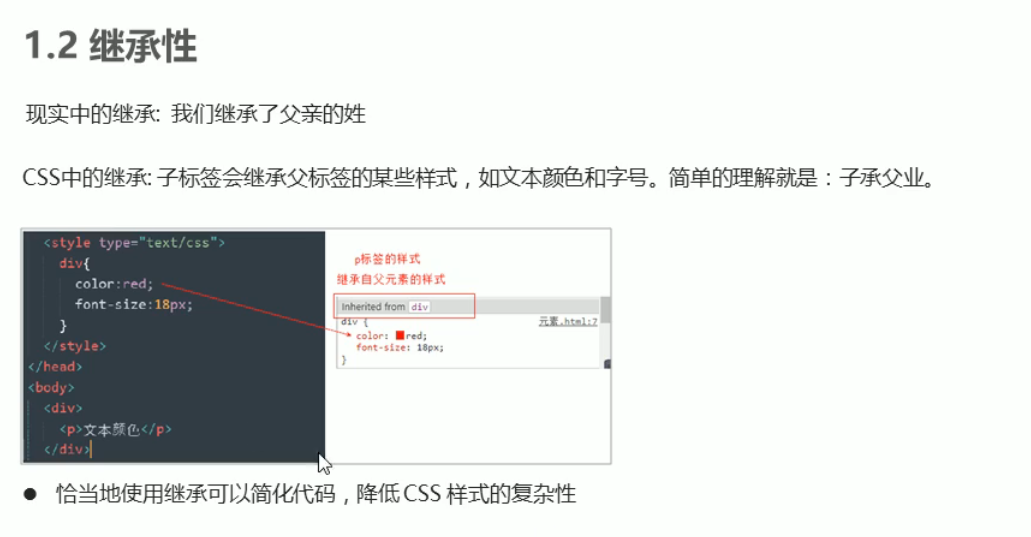 1.2 继承性
现实中的继承: 我们继承了父亲的姓
CSS中的继承: 子标签会继承父标签的某些样式，如文本颜色和字号。简单的理解就是：子承父业。
<style type="text/css">
div{
color:red;
font-size:18px;
}
</style>
</head>
<body>
<div>
<p>文本颜色</p>
</div>
p标签的样式
继承自父元素的样式
Inherited from div
div {
元素.html:7
color: red;
font-size: 18px;
}
● 恰当地使用继承可以简化代码，降低 CSS 样式的复杂性